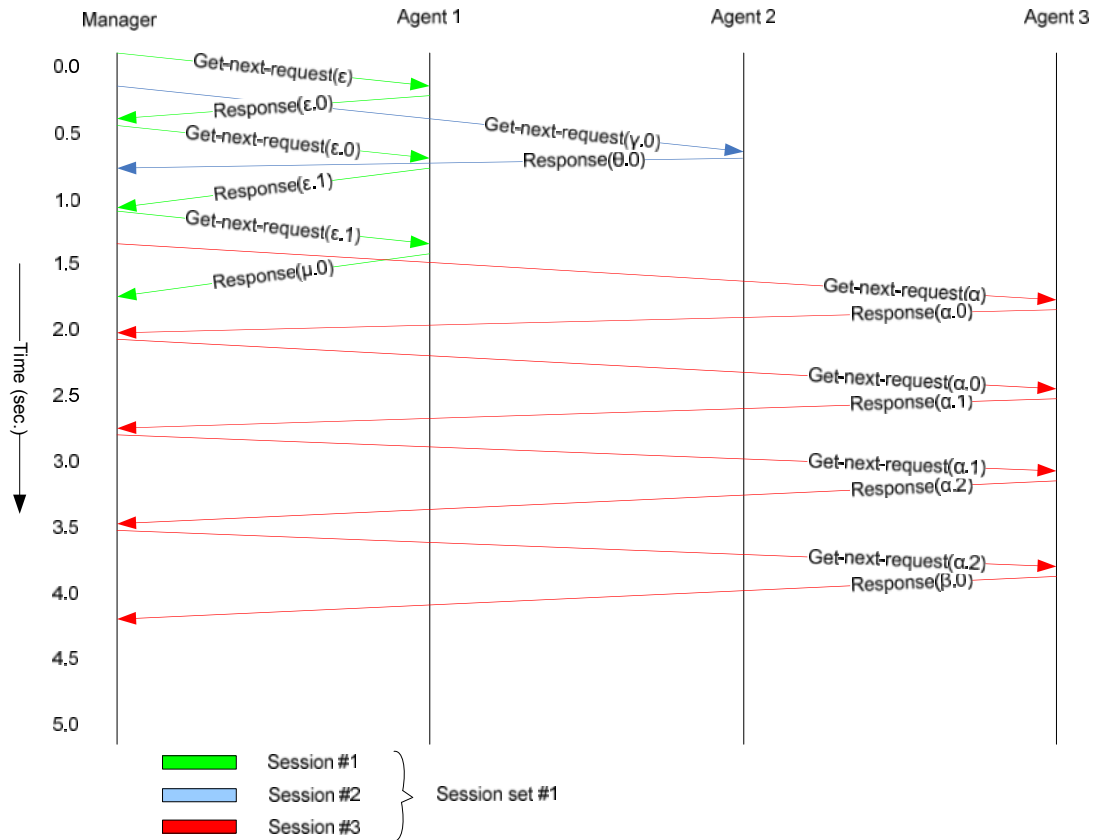 Manager Agent 1 Agent 2 Agent 3
0.0
Get-next-request(ε)
Response(ε.0)
0.5
Get-next-request(γ.0)
Get-next-request(ε.0)
Response(θ.0)
Response(ε.1)
1.0
Get-next-request(ε.1)
1.5
Response(μ.0)
Get-next-request(α)
Response(α.0)
2.0
Time (sec.)
Get-next-request(α.0)
2.5
Response(α.1)
3.0
Get-next-request(α.1)
Response(α.2)
3.5
Get-next-request(α.2)
Response(β.0)
4.0
4.5
5.0
Session #1
Session #2
Session set #1
Session #3